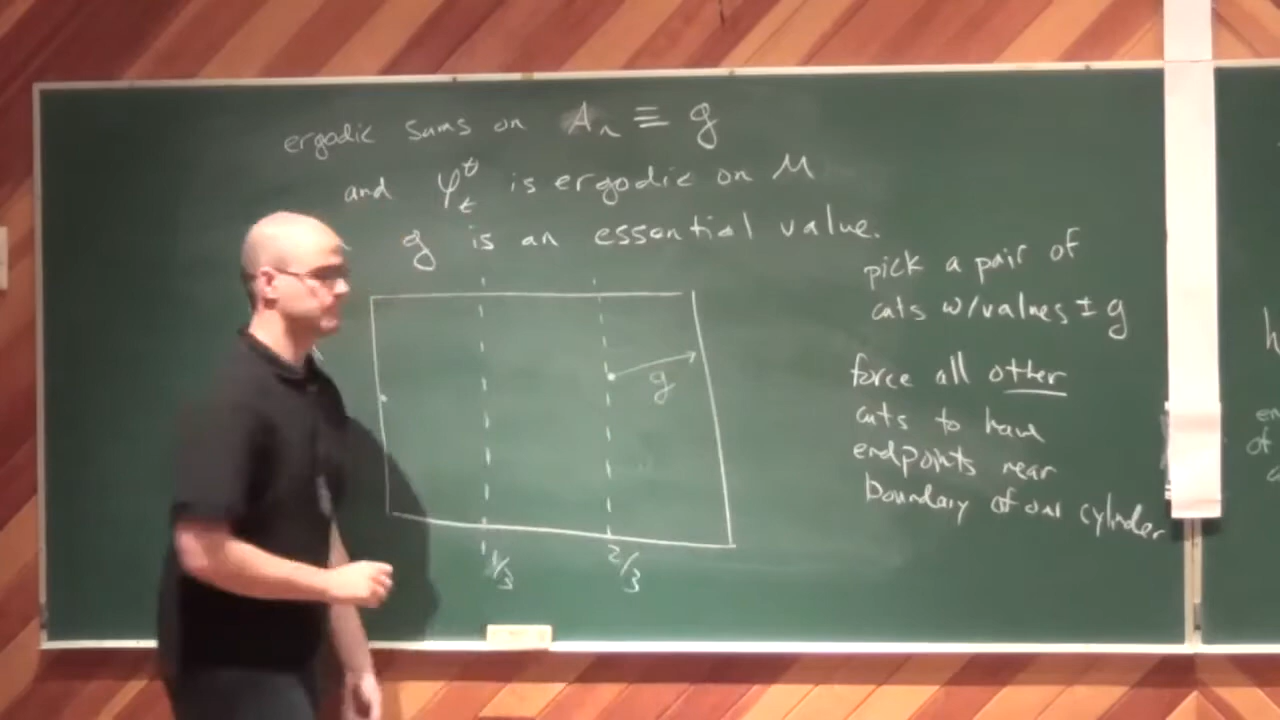 ergodic sums on Aₙ ≡ g
and φ_t^θ is ergodic on M
g is an essential value.
pick a pair of
cuts w/values ± g
force all other
cuts to have
endpoints near
boundary of our cylinder
g
1/3
2/3